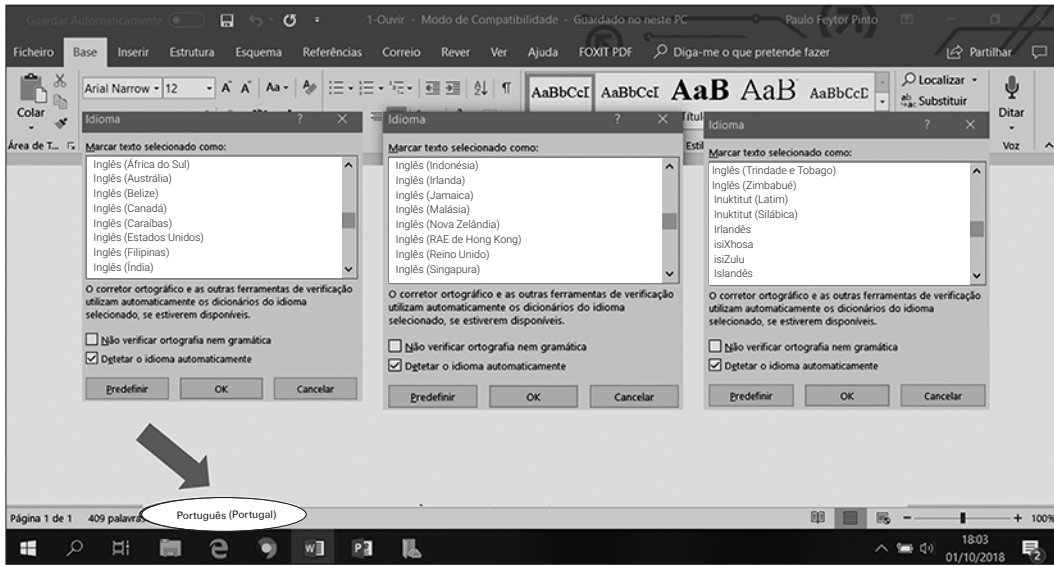 Guardar Automaticamente
1-Ouvir - Modo de Compatibilidade - Guardado no neste PC
Paulo Feytor Pinto
Ficheiro Base Inserir Estrutura Esquema Referências Correio Rever Ver Ajuda FOXIT PDF Diga-me o que pretende fazer Partilhar
Colar
Arial Narrow 12
AaBbCcI AaBbCcI AaB AaB AaBbCcD
Localizar
Substituir
Ditar
Área de T...
Voz
Idioma
Marcar texto selecionado como:
Inglês (África do Sul)
Inglês (Austrália)
Inglês (Belize)
Inglês (Canadá)
Inglês (Caraíbas)
Inglês (Estados Unidos)
Inglês (Filipinas)
Inglês (Índia)
O corretor ortográfico e as outras ferramentas de verificação
utilizam automaticamente os dicionários do idioma
selecionado, se estiverem disponíveis.
Não verificar ortografia nem gramática
Detetar o idioma automaticamente
Predefinir OK Cancelar
Idioma
Marcar texto selecionado como:
Inglês (Indonésia)
Inglês (Irlanda)
Inglês (Jamaica)
Inglês (Malásia)
Inglês (Nova Zelândia)
Inglês (RAE de Hong Kong)
Inglês (Reino Unido)
Inglês (Singapura)
O corretor ortográfico e as outras ferramentas de verificação
utilizam automaticamente os dicionários do idioma
selecionado, se estiverem disponíveis.
Não verificar ortografia nem gramática
Detetar o idioma automaticamente
Predefinir OK Cancelar
Idioma
Marcar texto selecionado como:
Inglês (Trindade e Tobago)
Inglês (Zimbabué)
Inuktitut (Latim)
Inuktitut (Silábica)
Irlandês
isiXhosa
isiZulu
Islandês
O corretor ortográfico e as outras ferramentas de verificação
utilizam automaticamente os dicionários do idioma
selecionado, se estiverem disponíveis.
Não verificar ortografia nem gramática
Detetar o idioma automaticamente
Predefinir OK Cancelar
Página 1 de 1 409 palavras Português (Portugal) 100%
18:03
01/10/2018